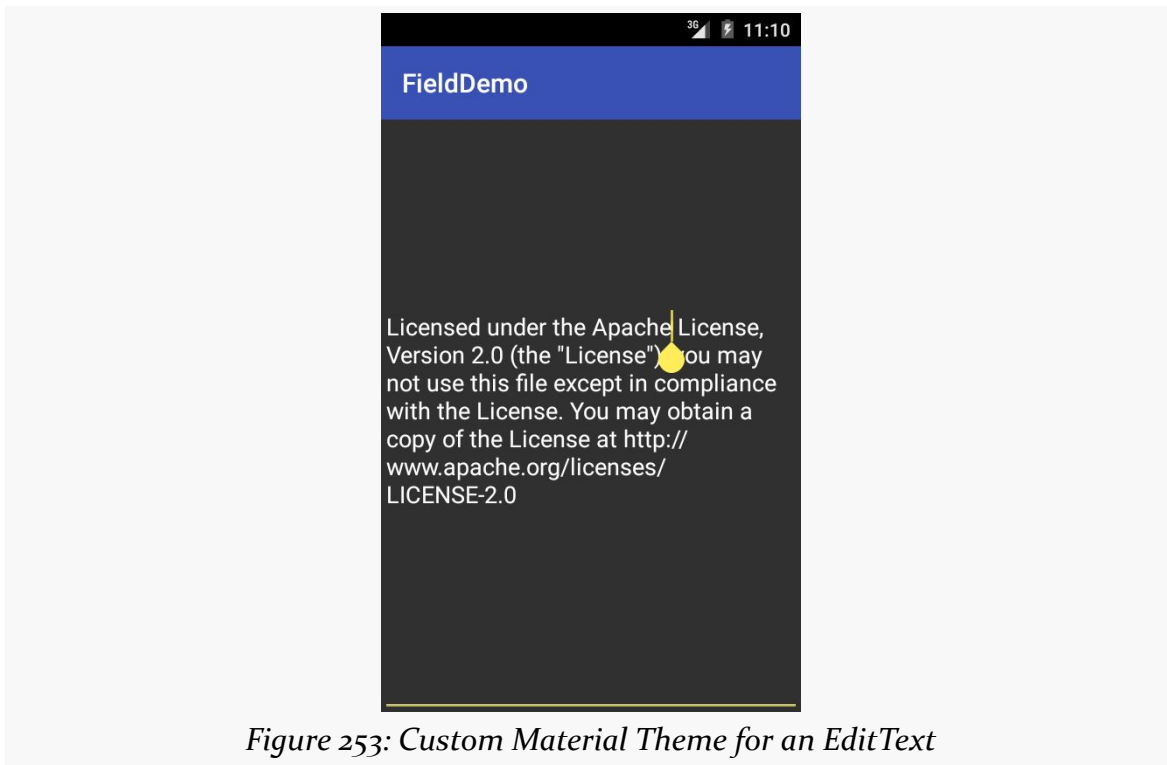 3G 11:10
FieldDemo
Licensed under the Apache License,
Version 2.0 (the "License"); you may
not use this file except in compliance
with the License. You may obtain a
copy of the License at http://
www.apache.org/licenses/
LICENSE-2.0
Figure 253: Custom Material Theme for an EditText